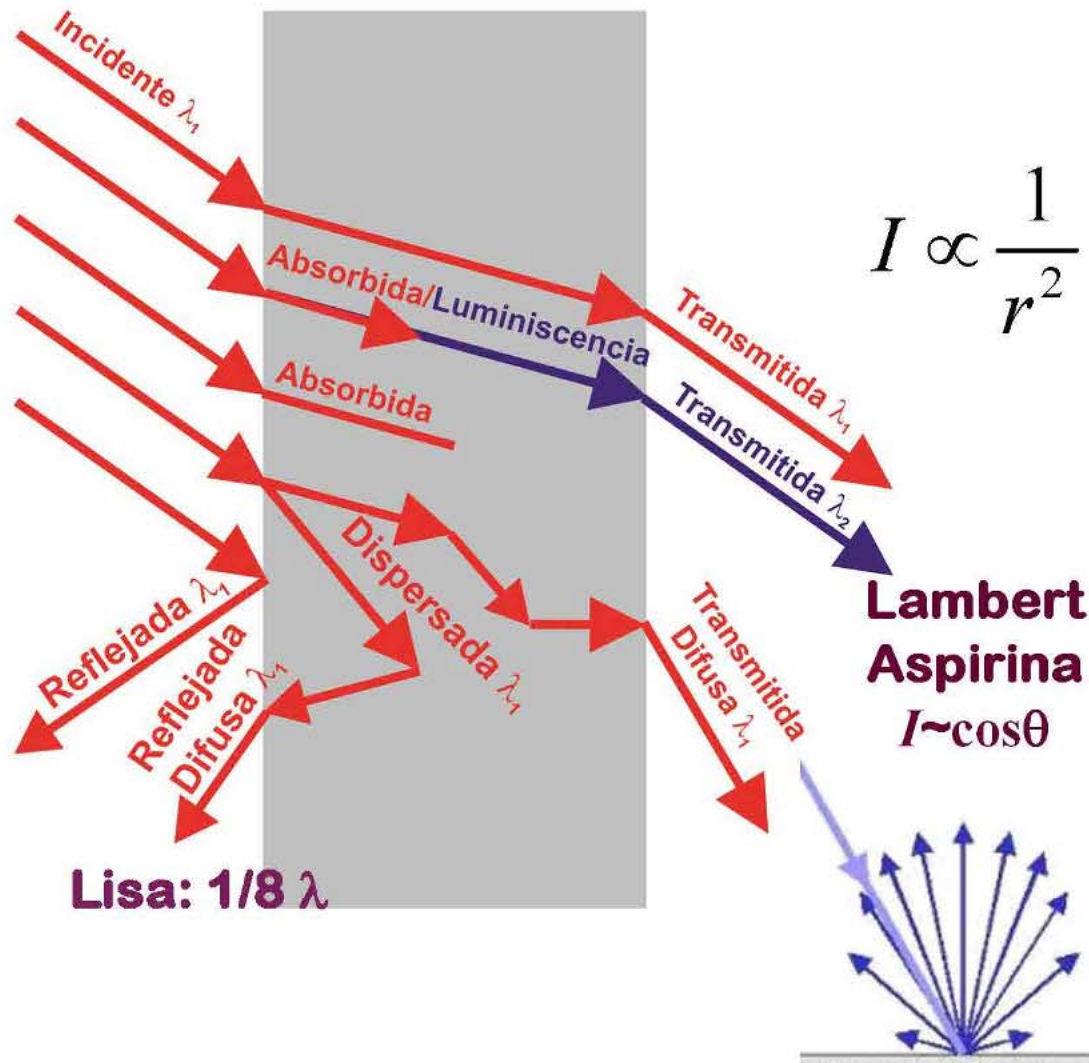 Incidente λ₁
I ∝ 1/r²
Absorbida/Luminiscencia
Transmitida λ₁
Absorbida
Transmitida λ₂
Dispersada λ₁
Reflejada λ₁
Reflejada
Difusa λ₁
Transmitida
Difusa λ₁
Lambert
Aspirina
I~cosθ
Lisa: 1/8 λ